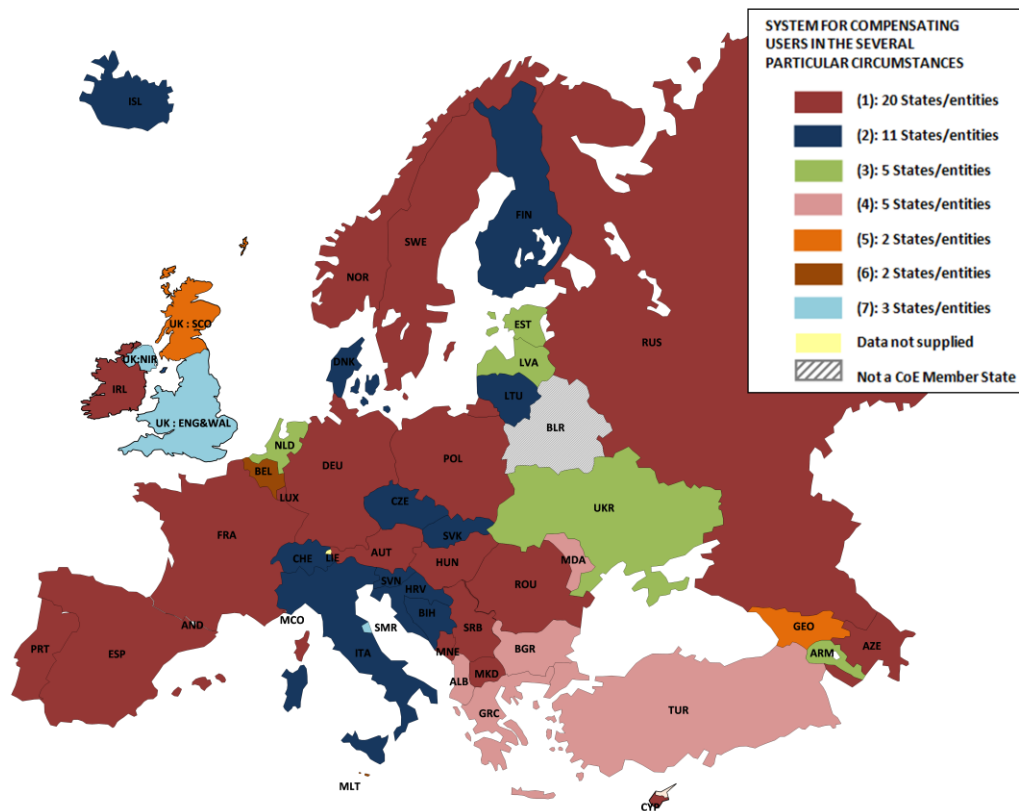 SYSTEM FOR COMPENSATING
USERS IN THE SEVERAL
PARTICULAR CIRCUMSTANCES
(1): 20 States/entities
(2): 11 States/entities
(3): 5 States/entities
(4): 5 States/entities
(5): 2 States/entities
(6): 2 States/entities
(7): 3 States/entities
Data not supplied
Not a CoE Member State
ISL
FIN
SWE
NOR
EST
UK : SCO
RUS
DNK
UK:NIR
LVA
IRL
LTU
UK : ENG&WAL
BLR
NLD
DEU
POL
BEL
LUX
CZE
UKR
FRA
SVK
CHE
LIE
AUT
HUN
MDA
SVN
ROU
HRV
BIH
MCO
AND
SMR
SRB
GEO
PRT
ESP
ITA
MNE
BGR
ARM
AZE
MKD
ALB
GRC
TUR
MLT
CYP